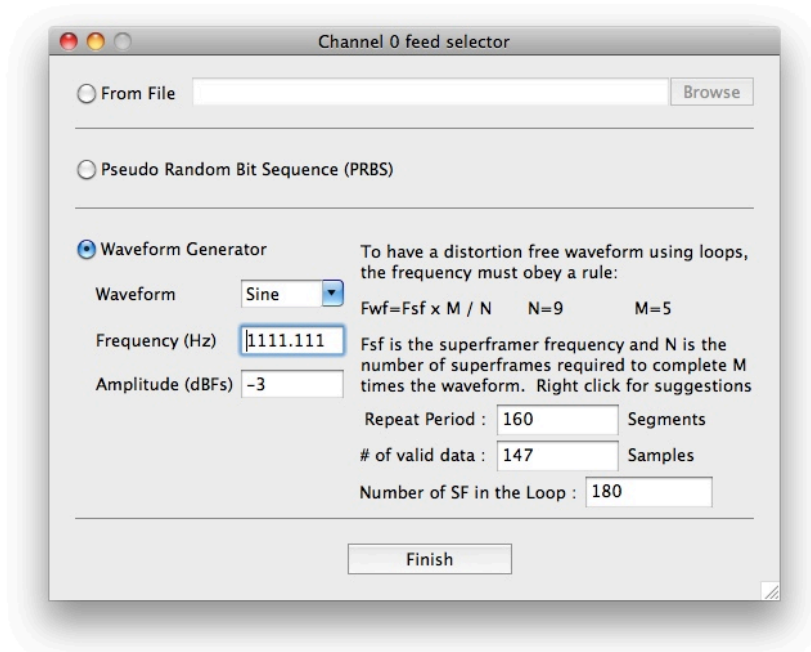 Channel 0 feed selector
From File
Browse
Pseudo Random Bit Sequence (PRBS)
Waveform Generator
Waveform Sine
Frequency (Hz) 1111.111
Amplitude (dBFs) -3
To have a distortion free waveform using loops,
the frequency must obey a rule:
Fwf=Fsf x M / N N=9 M=5
Fsf is the superframer frequency and N is the
number of superframes required to complete M
times the waveform. Right click for suggestions
Repeat Period : 160 Segments
# of valid data : 147 Samples
Number of SF in the Loop : 180
Finish